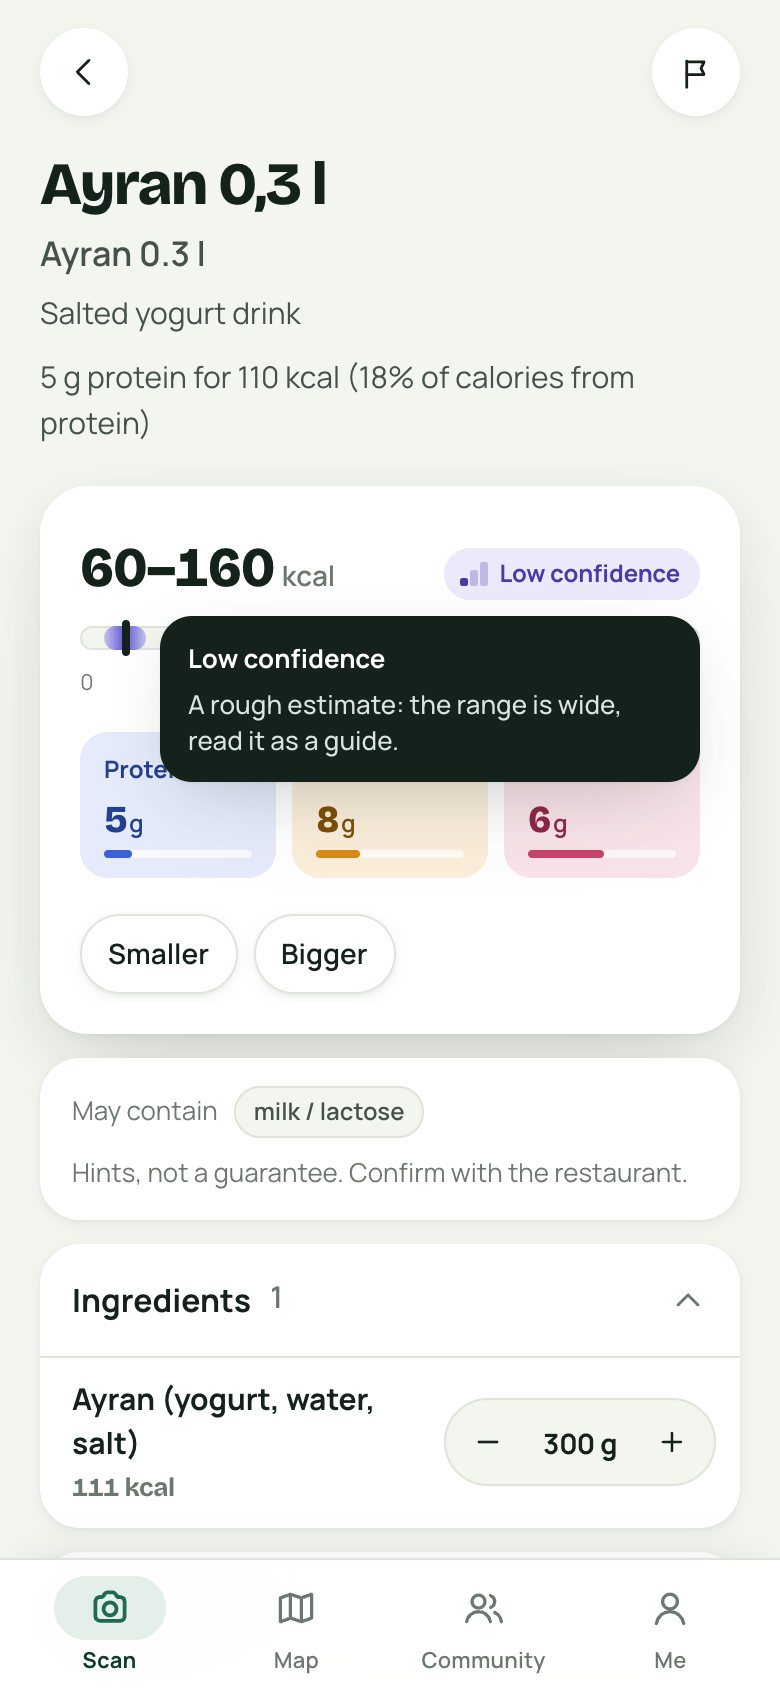 Ayran 0,3 l
Ayran 0.3 l
Salted yogurt drink
5 g protein for 110 kcal (18% of calories from
protein)
60–160 kcal
Low confidence
0
Low confidence
A rough estimate: the range is wide,
read it as a guide.
5g
8g
6g
Smaller
Bigger
May contain
milk / lactose
Hints, not a guarantee. Confirm with the restaurant.
Ingredients 1
Ayran (yogurt, water,
salt)
111 kcal
− 300 g +
Scan
Map
Community
Me